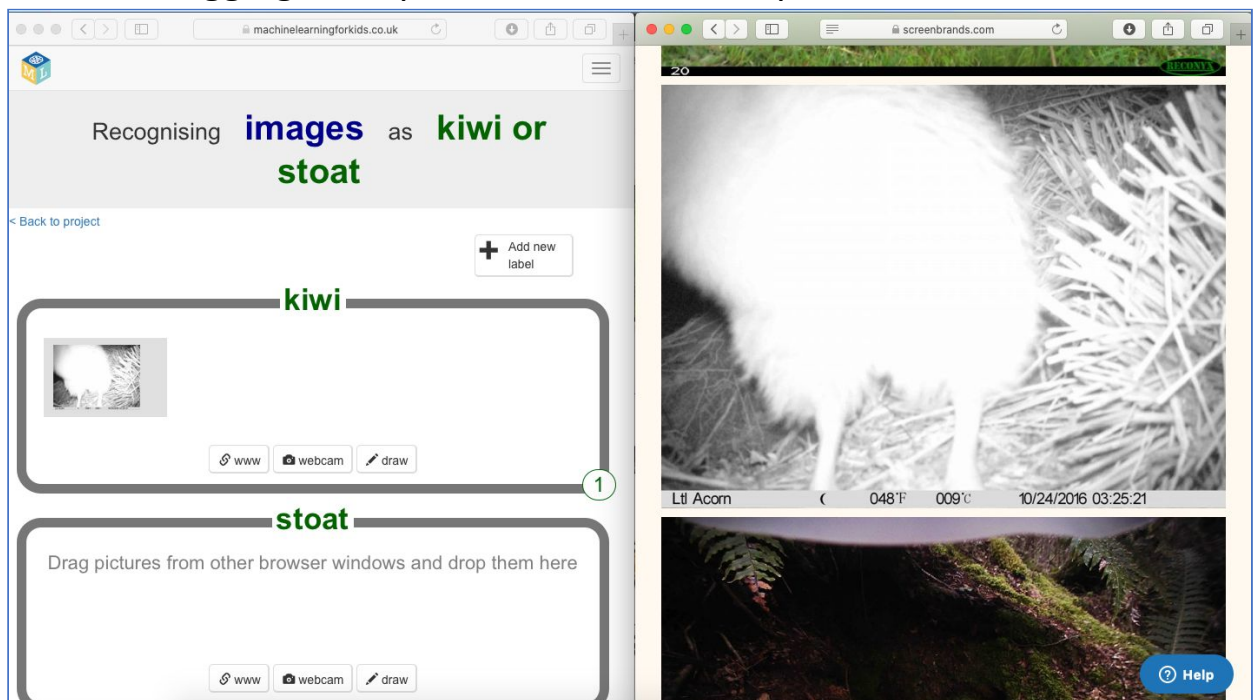 machinelearningforkids.co.uk
ML
Recognising images as kiwi or
stoat
< Back to project
Add new
label
kiwi
www webcam draw
1
stoat
Drag pictures from other browser windows and drop them here
www webcam draw
screenbrands.com
20 RECONYX
Ltl Acorn 048°F 009°C 10/24/2016 03:25:21
Help